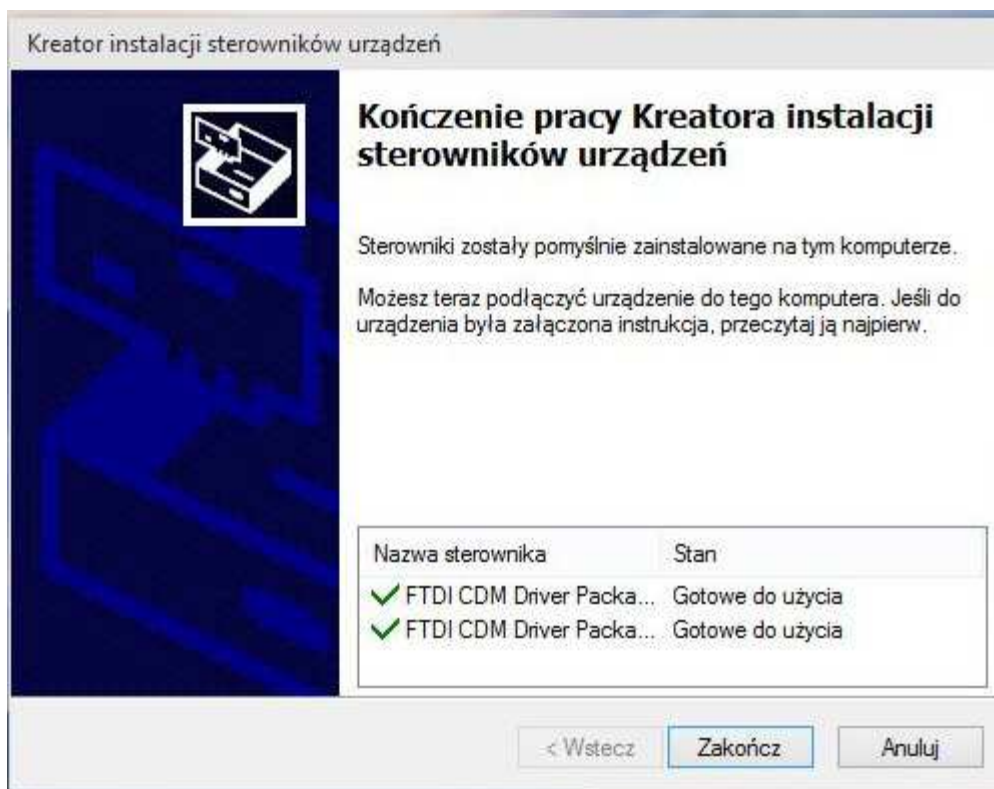 Kreator instalacji sterowników urządzeń
Kończenie pracy Kreatora instalacji
sterowników urządzeń
Sterowniki zostały pomyślnie zainstalowane na tym komputerze.
Możesz teraz podłączyć urządzenie do tego komputera. Jeśli do
urządzenia była załączona instrukcja, przeczytaj ją najpierw.
Nazwa sterownika Stan
FTDI CDM Driver Packa... Gotowe do użycia
FTDI CDM Driver Packa... Gotowe do użycia
< Wstecz Zakończ Anuluj